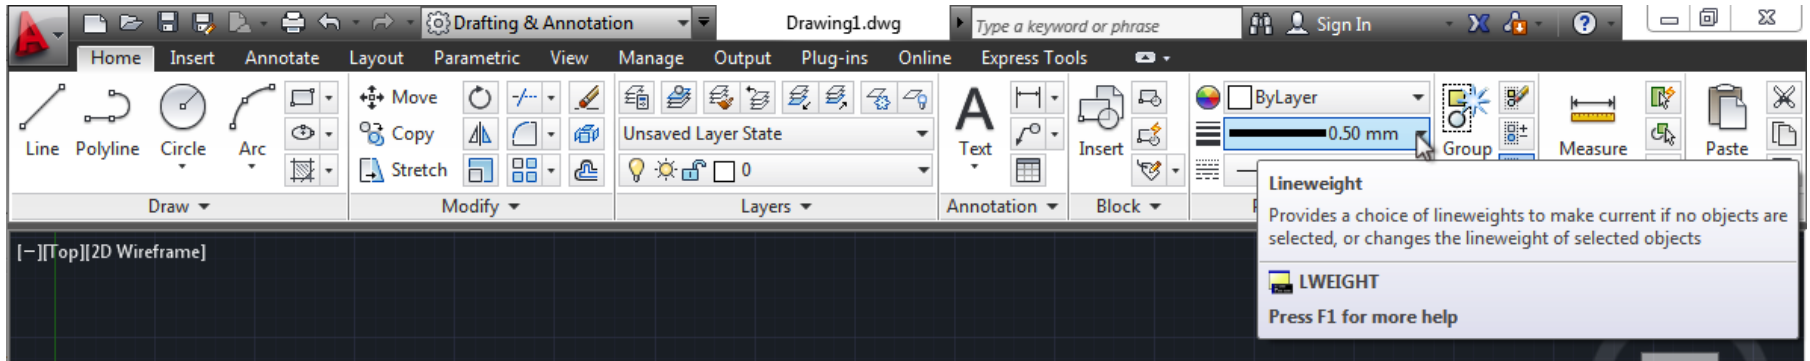 Drafting & Annotation
Drawing1.dwg
Type a keyword or phrase
Sign In
Home Insert Annotate Layout Parametric View Manage Output Plug-ins Online Express Tools
Line Polyline Circle Arc
Move
Copy
Stretch
Unsaved Layer State
0
A
Text
Insert
ByLayer
0.50 mm
Group
Measure
Paste
Draw
Modify
Layers
Annotation
Block
Lineweight
Provides a choice of lineweights to make current if no objects are
selected, or changes the lineweight of selected objects
LWEIGHT
Press F1 for more help
[−][Top][2D Wireframe]